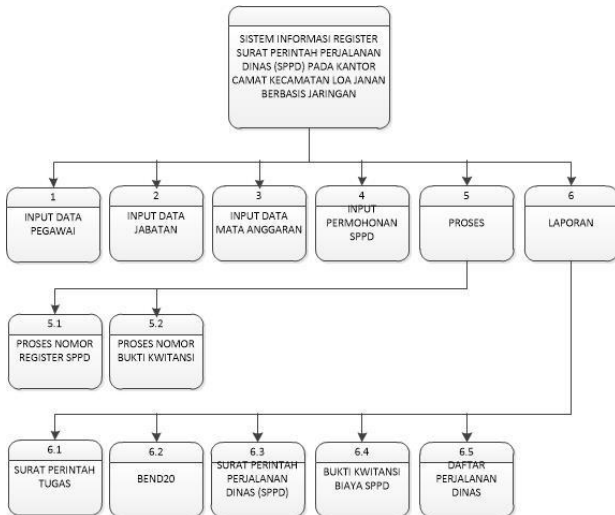 SISTEM INFORMASI REGISTER
SURAT PERINTAH PERJALANAN
DINAS (SPPD) PADA KANTOR
CAMAT KECAMATAN LOA JANAN
BERBASIS JARINGAN
1
INPUT DATA
PEGAWAI
2
INPUT DATA
JABATAN
3
INPUT DATA
MATA ANGGARAN
4
INPUT
PERMOHONAN
SPPD
5
PROSES
6
LAPORAN
5.1
PROSES NOMOR
REGISTER SPPD
5.2
PROSES NOMOR
BUKTI KWITANSI
6.1
SURAT PERINTAH
TUGAS
6.2
BEND20
6.3
SURAT PERINTAH
PERJALANAN
DINAS (SPPD)
6.4
BUKTI KWITANSI
BIAYA SPPD
6.5
DAFTAR
PERJALANAN
DINAS